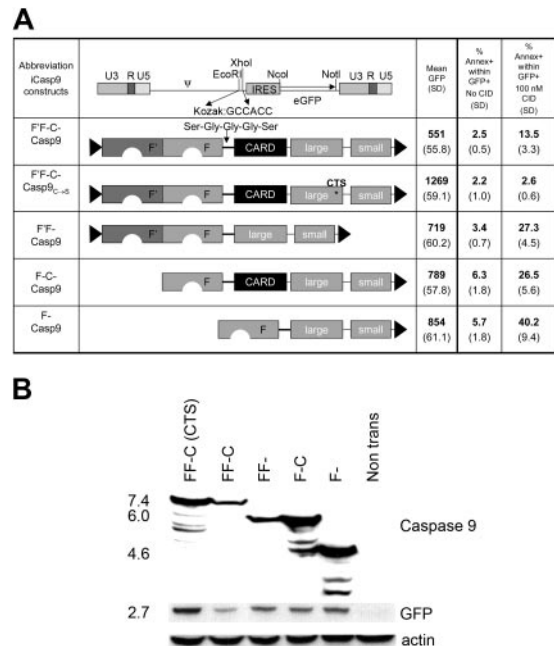 A
Abbreviation iCasp9 constructs
U3 R U5
Ψ
EcoRI
XhoI
IRES
NcoI
NotI
eGFP
U3 R U5
Kozak:GCCACC
Mean GFP (SD)
% Annex+ within GFP+ No CID (SD)
% Annex+ within GFP+ 100 nM CID (SD)
Ser-Gly-Gly-Gly-Ser
F'F-C-Casp9
F' F CARD large small
551 (55.8)
2.5 (0.5)
13.5 (3.3)
F'F-C-Casp9C→S
CTS
*
F' F CARD large small
1269 (59.1)
2.2 (1.0)
2.6 (0.6)
F'F-Casp9
F' F large small
719 (60.2)
3.4 (0.7)
27.3 (4.5)
F-C-Casp9
F CARD large small
789 (57.8)
6.3 (1.8)
26.5 (5.6)
F-Casp9
F large small
854 (61.1)
5.7 (1.8)
40.2 (9.4)
B
FF-C (CTS)
FF-C
FF-
F-C
F-
Non trans
7.4
6.0
4.6
2.7
Caspase 9
GFP
actin